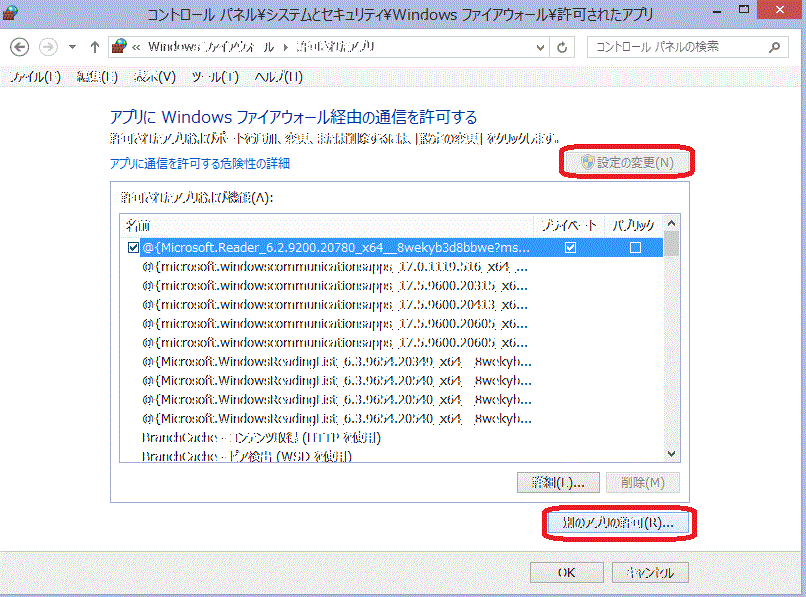 コントロール パネル¥システムとセキュリティ¥Windows ファイアウォール¥許可されたアプリ
« Windows ファイアウォール › 許可されたアプリ
コントロール パネルの検索
ファイル(F) 編集(E) 表示(V) ツール(T) ヘルプ(H)
アプリに Windows ファイアウォール経由の通信を許可する
許可されたアプリおよびポートを追加、変更、または削除するには、[設定の変更] をクリックします。
アプリに通信を許可する危険性の詳細
設定の変更(N)
許可されたアプリおよび機能(A):
名前 プライベート パブリック
@{Microsoft.Reader_6.2.9200.20780_x64__8wekyb3d8bbwe?ms...
@{microsoft.windowscommunicationsapps_17.0.1119.516_x64_...
@{microsoft.windowscommunicationsapps_17.5.9600.20315_x6...
@{microsoft.windowscommunicationsapps_17.5.9600.20413_x6...
@{microsoft.windowscommunicationsapps_17.5.9600.20605_x6...
@{microsoft.windowscommunicationsapps_17.5.9600.20605_x6...
@{Microsoft.WindowsReadingList_6.3.9654.20349_x64__8wekyb...
@{Microsoft.WindowsReadingList_6.3.9654.20540_x64__8wekyb...
@{Microsoft.WindowsReadingList_6.3.9654.20540_x64__8wekyb...
@{Microsoft.WindowsReadingList_6.3.9654.20540_x64__8wekyb...
BranchCache - コンテンツ取得 (HTTP を使用)
BranchCache - ピア検出 (WSD を使用)
詳細(L)... 削除(M)
別のアプリの許可(R)...
OK キャンセル